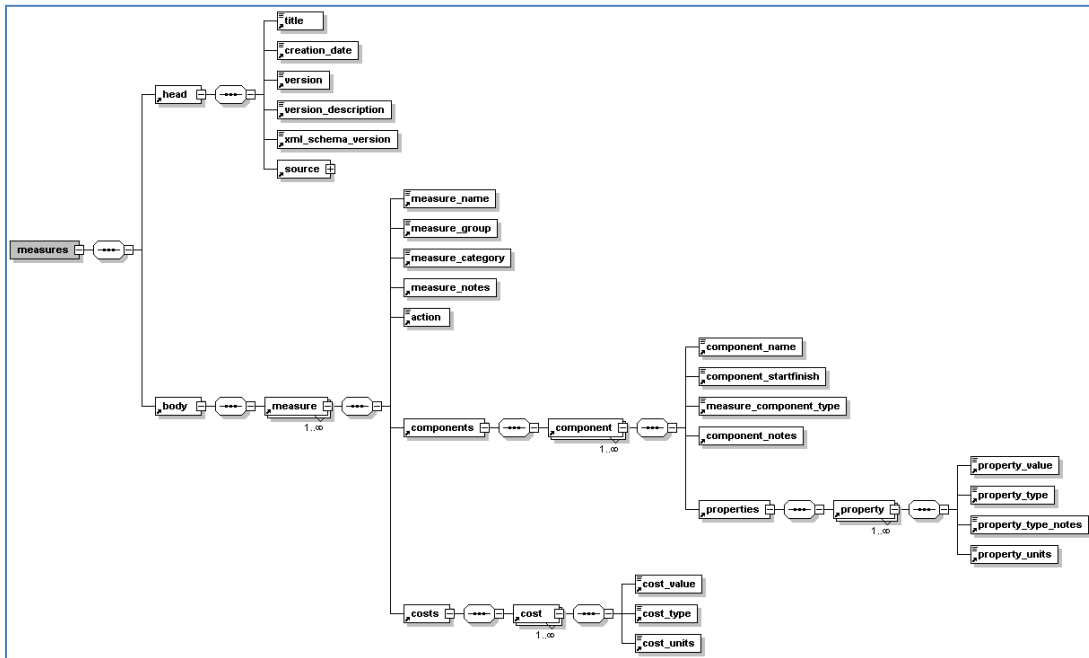 title
creation_date
version
head
version_description
xml_schema_version
source
measure_name
measure_group
measures
measure_category
measure_notes
action
component_name
component_startfinish
body
measure
measure_component_type
1..∞
components
component
component_notes
1..∞
property_value
property_type
properties
property
property_type_notes
1..∞
property_units
cost_value
costs
cost
cost_type
1..∞
cost_units